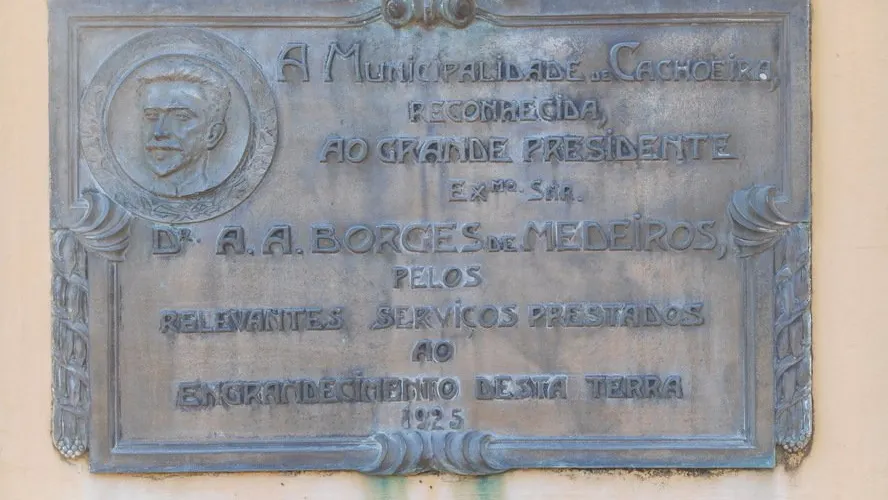 A MUNICIPALIDADE DE CACHOEIRA,
RECONHECIDA,
AO GRANDE PRESIDENTE
EXMO. SNR.
DR. A. A. BORGES DE MEDEIROS,
PELOS
RELEVANTES SERVIÇOS PRESTADOS
AO
ENGRANDECIMENTO DESTA TERRA
1925